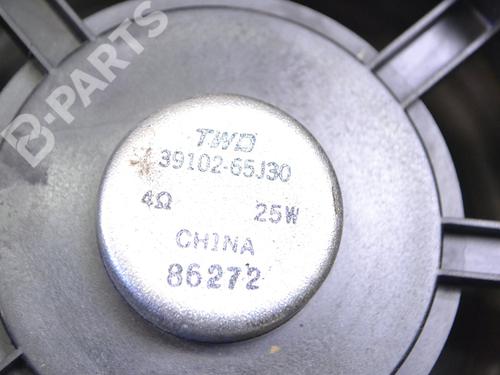 B-PARTS
TWD
39102-65J30
4Ω 25W
CHINA
86272